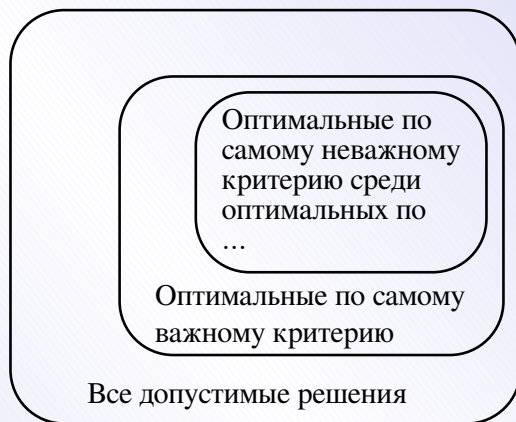 Оптимальные по
самому неважному
критерию среди
оптимальных по
...
Оптимальные по самому
важному критерию
Все допустимые решения